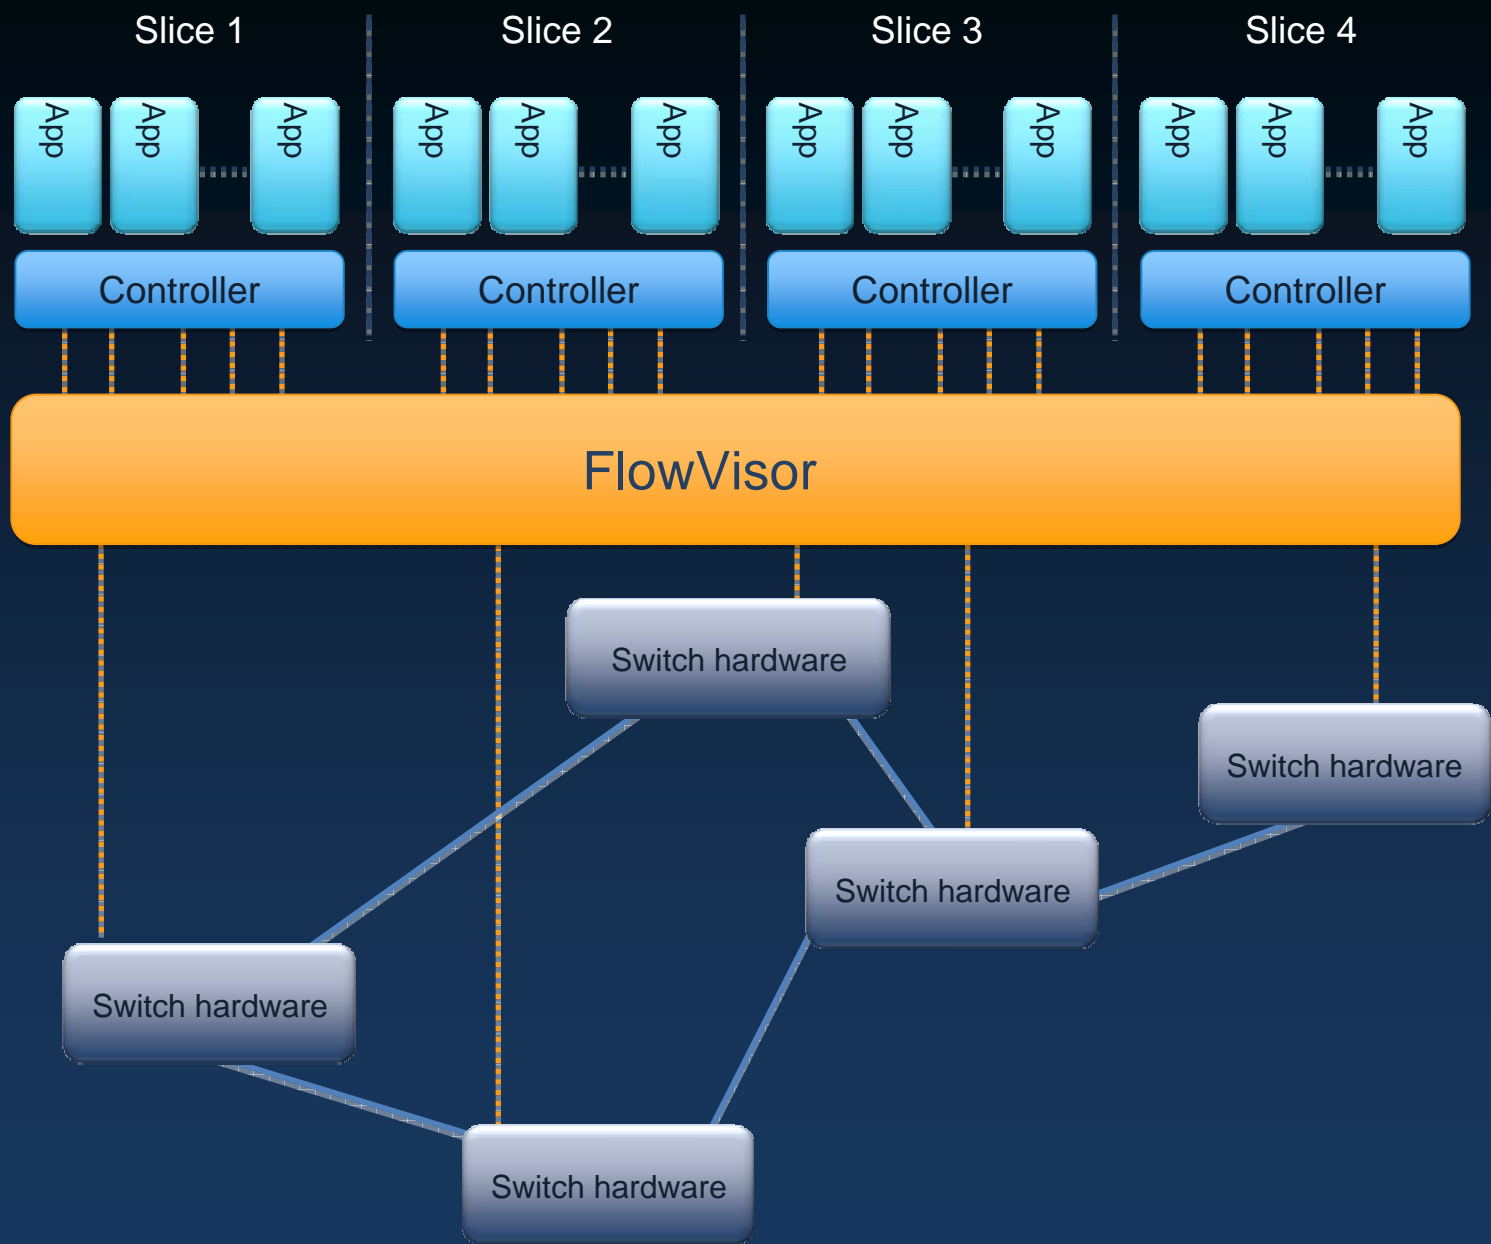 Slice 1
Slice 2
Slice 3
Slice 4
App
App
App
App
App
App
App
App
App
App
App
App
Controller
Controller
Controller
Controller
FlowVisor
Switch hardware
Switch hardware
Switch hardware
Switch hardware
Switch hardware